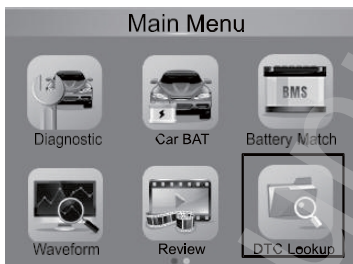 Main Menu
BMS
Diagnostic Car BAT Battery Match
Waveform Review DTC Lookup